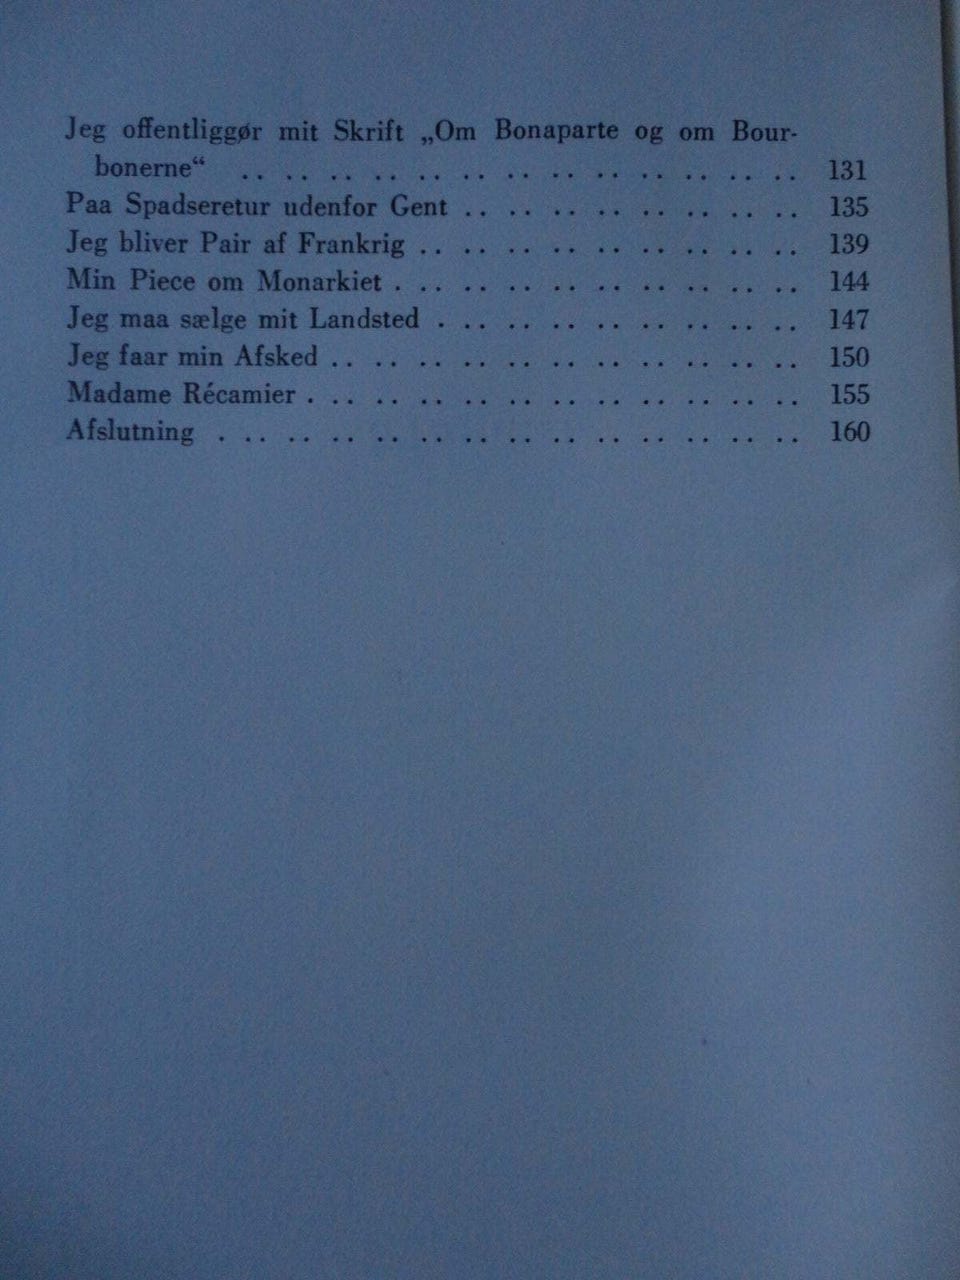 Jeg offentliggør mit Skrift „Om Bonaparte og om Bour-
bonerne“ .. .. .. .. .. .. .. .. .. .. .. .. .. 131
Paa Spadseretur udenfor Gent .. .. .. .. .. .. .. .. 135
Jeg bliver Pair af Frankrig .. .. .. .. .. .. .. .. .. 139
Min Piece om Monarkiet . .. .. .. .. .. .. .. .. .. 144
Jeg maa sælge mit Landsted . .. .. .. .. .. .. .. .. 147
Jeg faar min Afsked .. .. .. .. .. .. .. .. .. .. .. 150
Madame Récamier . .. .. .. .. .. .. .. .. .. .. .. 155
Afslutning . .. .. .. .. .. .. .. .. .. .. .. .. .. 160